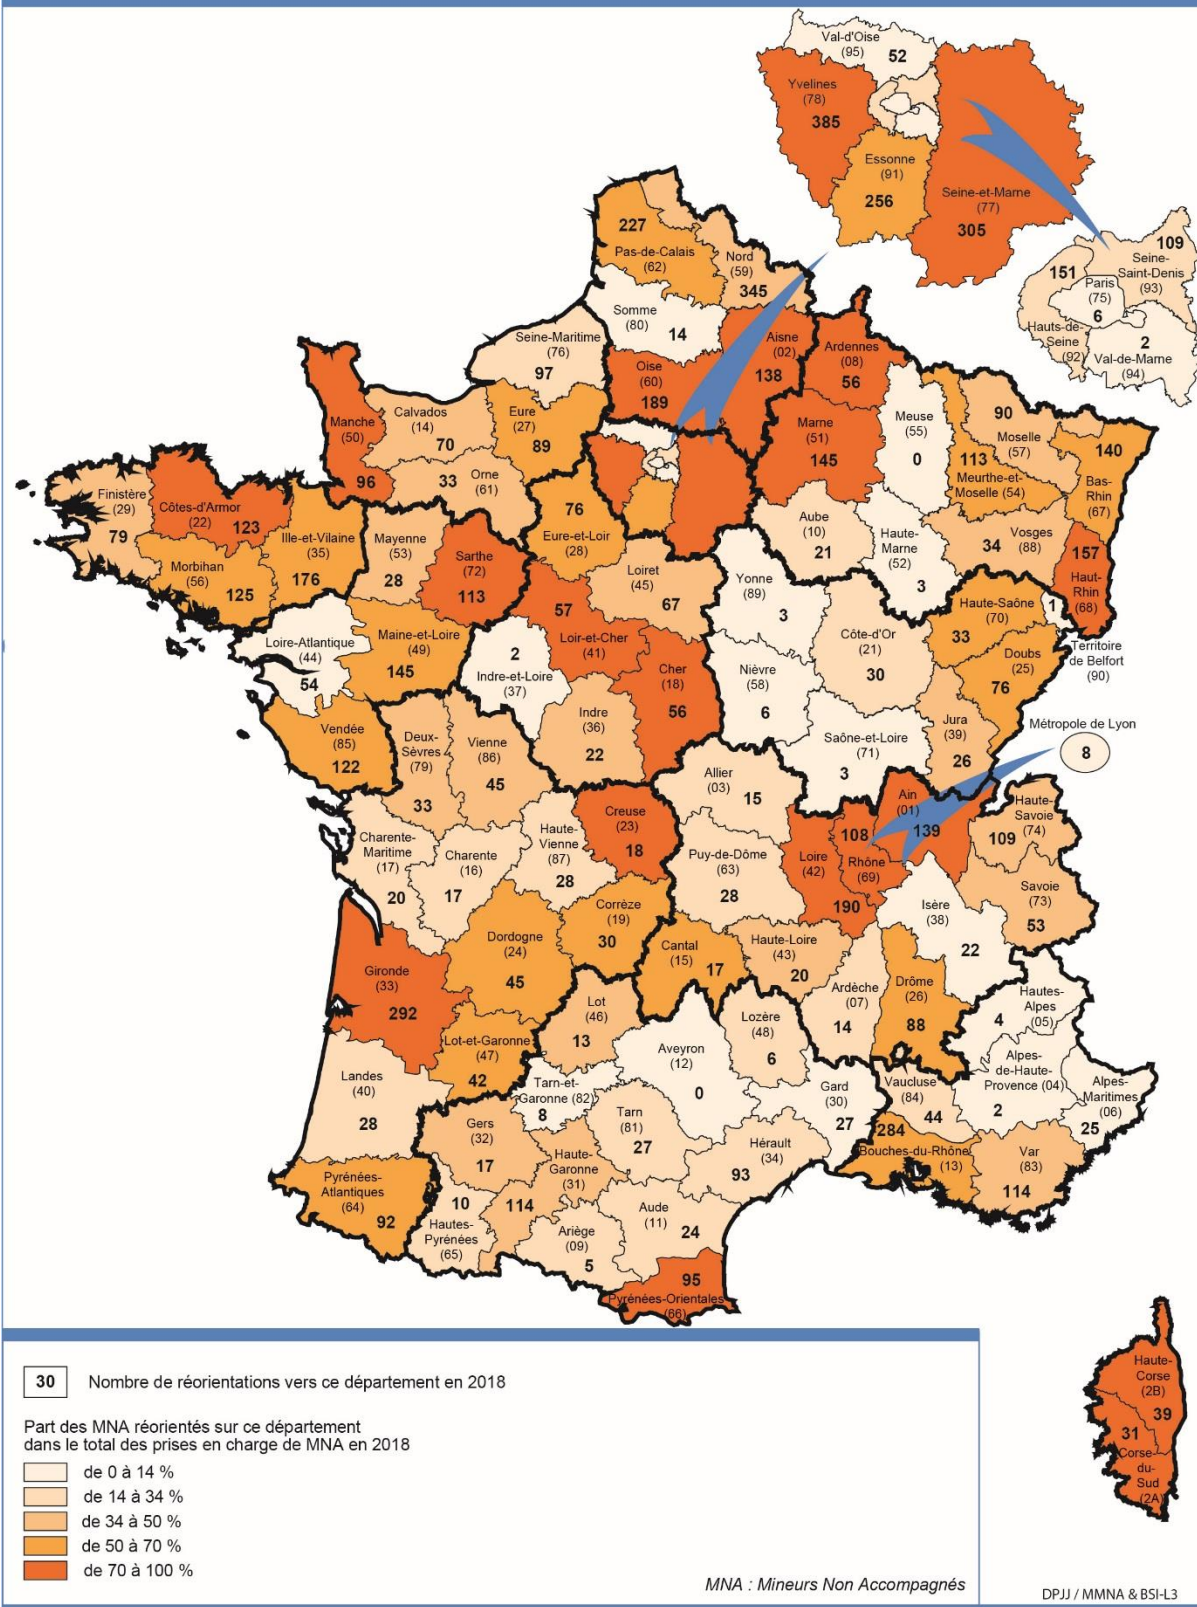 Val-d'Oise
(95)
52
Yvelines
(78)
385
Essonne
(91)
256
Seine-et-Marne
(77)
305
109
Seine-
Saint-Denis
(93)
151
Paris
(75)
6
Hauts-de-
Seine
(92)
2
Val-de-Marne
(94)
227
Pas-de-Calais
(62)
Nord
(59)
345
Somme
(80)
14
Seine-Maritime
(76)
97
Oise
(60)
189
Aisne
(02)
138
Ardennes
(08)
56
Manche
(50)
96
Calvados
(14)
70
Eure
(27)
89
Marne
(51)
145
Meuse
(55)
0
90
Moselle
(57)
113
Meurthe-et-
Moselle (54)
140
Bas-
Rhin
(67)
33
Orne
(61)
Finistère
(29)
79
Côtes-d'Armor
(22)
123
Ille-et-Vilaine
(35)
176
Morbihan
(56)
125
Mayenne
(53)
28
Sarthe
(72)
113
76
Eure-et-Loir
(28)
Aube
(10)
21
Haute-
Marne
(52)
3
34
Vosges
(88)
157
Haut-
Rhin
(68)
Loiret
(45)
67
Yonne
(89)
3
Haute-Saône
(70)
33
1
Territoire
de Belfort
(90)
Loire-Atlantique
(44)
54
Maine-et-Loire
(49)
145
57
Loir-et-Cher
(41)
2
Indre-et-Loire
(37)
Cher
(18)
56
Nièvre
(58)
6
Côte-d'Or
(21)
30
Doubs
(25)
76
Vendée
(85)
122
Deux-
Sèvres
(79)
33
Vienne
(86)
45
Indre
(36)
22
Saône-et-Loire
(71)
3
Jura
(39)
26
Métropole de Lyon
8
Allier
(03)
15
Ain
(01)
139
Haute-
Savoie
(74)
109
Creuse
(23)
18
Charente-
Maritime
(17)
20
Charente
(16)
17
Haute-
Vienne
(87)
28
Puy-de-Dôme
(63)
28
Loire
(42)
190
108
Rhône
(69)
Isère
(38)
22
Savoie
(73)
53
Corrèze
(19)
30
Dordogne
(24)
45
Gironde
(33)
292
Cantal
(15)
17
Haute-Loire
(43)
20
Ardèche
(07)
14
Drôme
(26)
88
Hautes-
Alpes
(05)
4
Lot-et-Garonne
(47)
42
Lot
(46)
13
Aveyron
(12)
0
Lozère
(48)
6
Alpes-
de-Haute-
Provence (04)
2
Alpes-
Maritimes
(06)
25
Landes
(40)
28
Tarn-et-
Garonne (82)
8
Tarn
(81)
27
Gard
(30)
27
Vaucluse
(84)
44
284
Bouches-du-Rhône
(13)
Var
(83)
114
Gers
(32)
17
Haute-
Garonne
(31)
114
Hérault
(34)
93
Pyrénées-
Atlantiques
(64)
92
10
Hautes-
Pyrénées
(65)
Ariège
(09)
5
Aude
(11)
24
95
Pyrénées-Orientales
(66)
Haute-
Corse
(2B)
39
31
Corse-
du-
Sud
(2A)
30 Nombre de réorientations vers ce département en 2018
Part des MNA réorientés sur ce département
dans le total des prises en charge de MNA en 2018
de 0 à 14 %
de 14 à 34 %
de 34 à 50 %
de 50 à 70 %
de 70 à 100 %
MNA : Mineurs Non Accompagnés
DPJJ / MMNA & BSI-L3